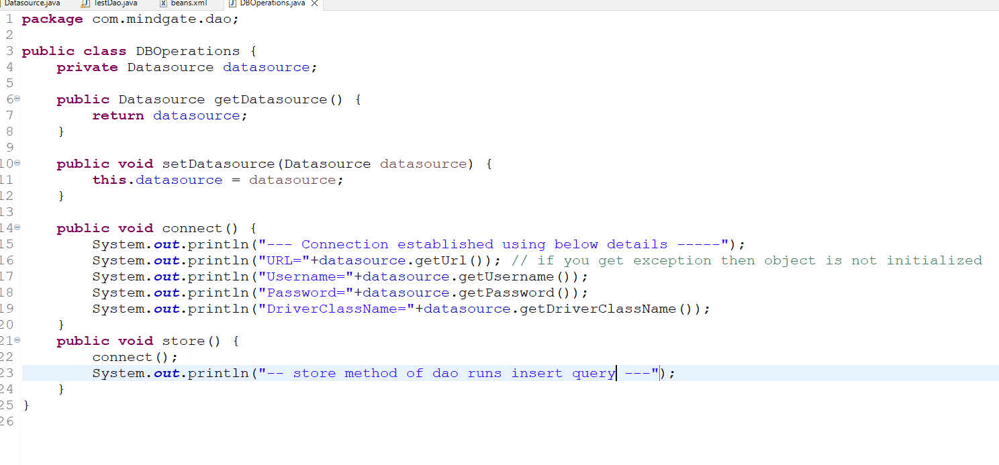 Datasource.java TestDao.java beans.xml DBOperations.java
1 package com.mindgate.dao;
2
3 public class DBOperations {
4 private Datasource datasource;
5
6 public Datasource getDatasource() {
7 return datasource;
8 }
9
10 public void setDatasource(Datasource datasource) {
11 this.datasource = datasource;
12 }
13
14 public void connect() {
15 System.out.println("--- Connection established using below details -----");
16 System.out.println("URL="+datasource.getUrl()); // if you get exception then object is not initialized
17 System.out.println("Username="+datasource.getUsername());
18 System.out.println("Password="+datasource.getPassword());
19 System.out.println("DriverClassName="+datasource.getDriverClassName());
20 }
21 public void store() {
22 connect();
23 System.out.println("-- store method of dao runs insert query ---");
24 }
25 }
26